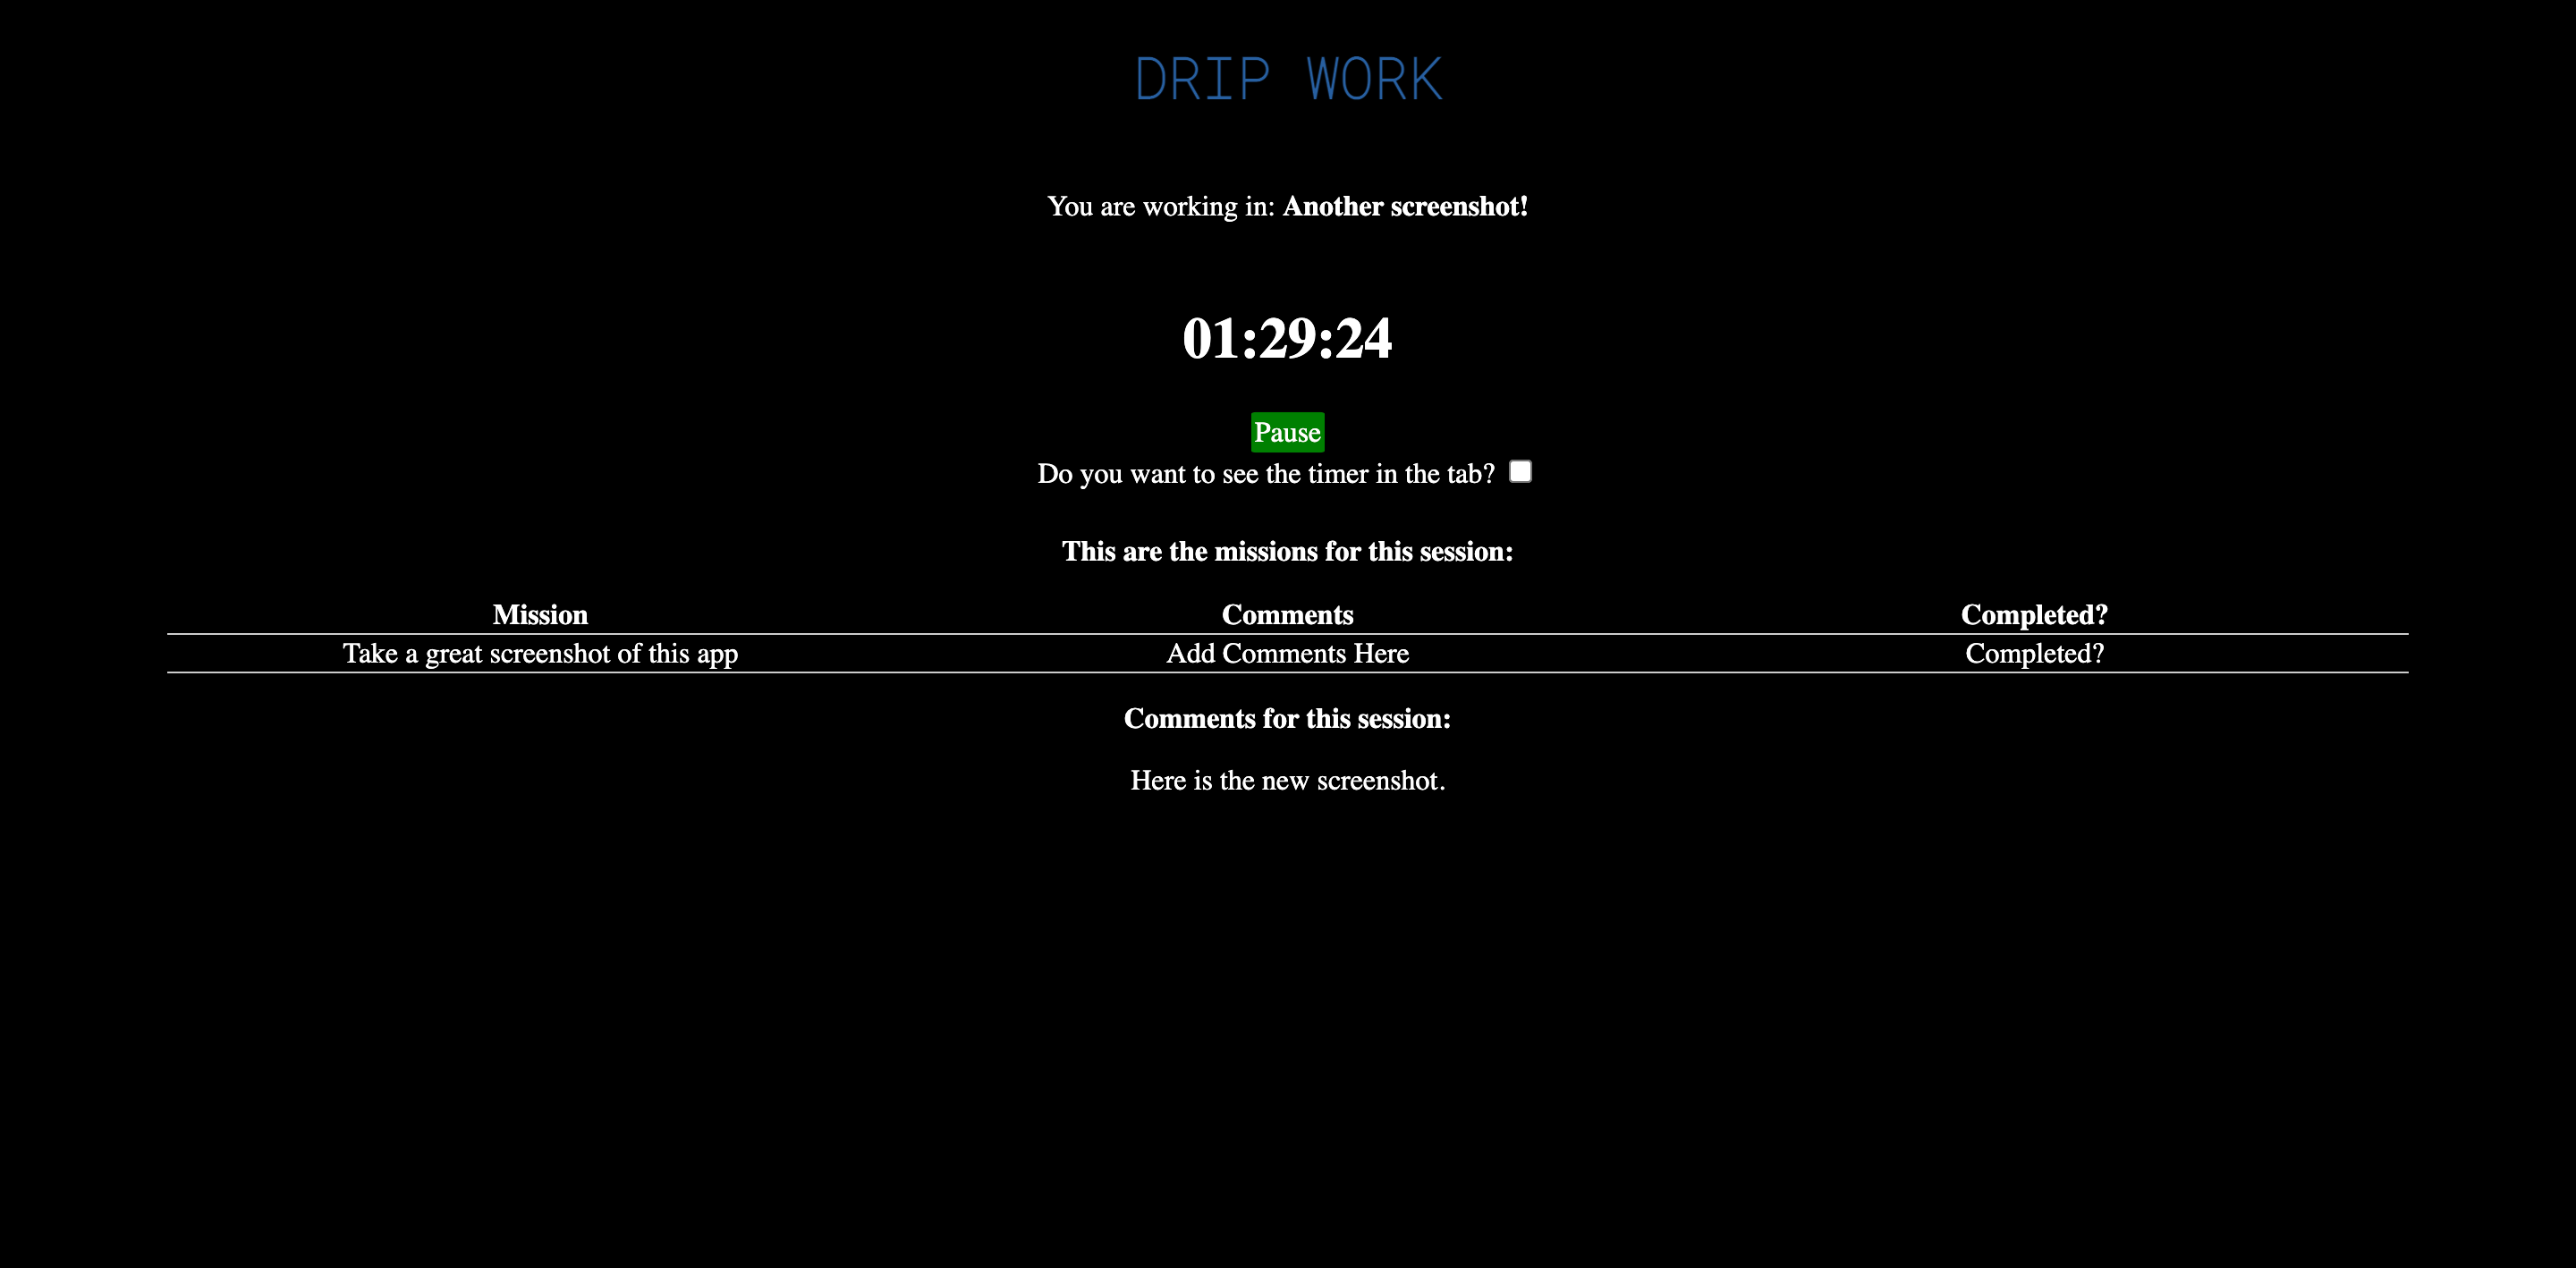 DRIP WORK
You are working in: Another screenshot!
01:29:24
Pause
Do you want to see the timer in the tab?
This are the missions for this session:
Mission Comments Completed?
Take a great screenshot of this app Add Comments Here Completed?
Comments for this session:
Here is the new screenshot.